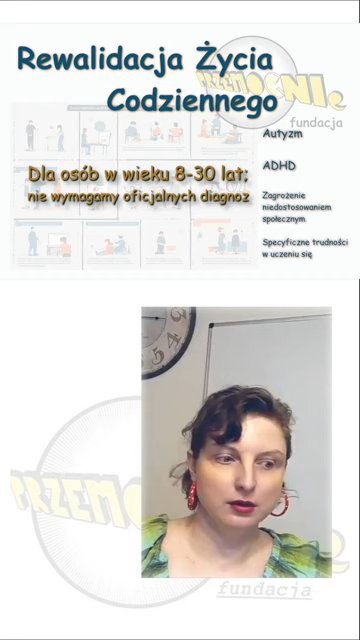 Rewalidacja Życia
Codziennego
PRZEMOCNI
fundacja
Autyzm
ADHD
Dla osób w wieku 8-30 lat;
nie wymagamy oficjalnych diagnoz
Zagrożenie
niedostosowaniem
społecznym
Specyficzne trudności
w uczeniu się
fundacja